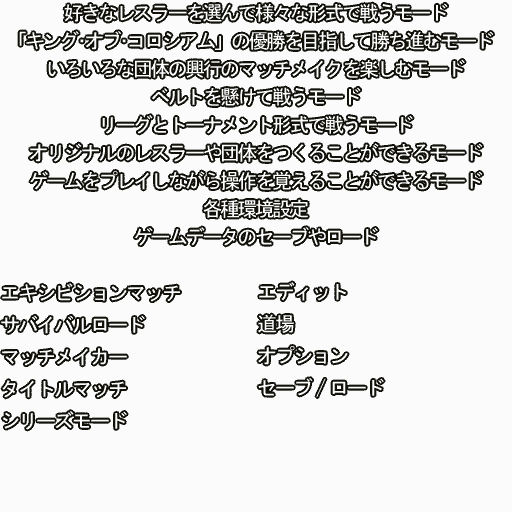 好きなレスラーを選んで様々な形式で戦うモード
「キング・オブ・コロシアム」の優勝を目指して勝ち進むモード
いろいろな団体の興行のマッチメイクを楽しむモード
ベルトを懸けて戦うモード
リーグとトーナメント形式で戦うモード
オリジナルのレスラーや団体をつくることができるモード
ゲームをプレイしながら操作を覚えることができるモード
各種環境設定
ゲームデータのセーブやロード
エキシビションマッチ
サバイバルロード
マッチメイカー
タイトルマッチ
シリーズモード
エディット
道場
オプション
セーブ／ロード